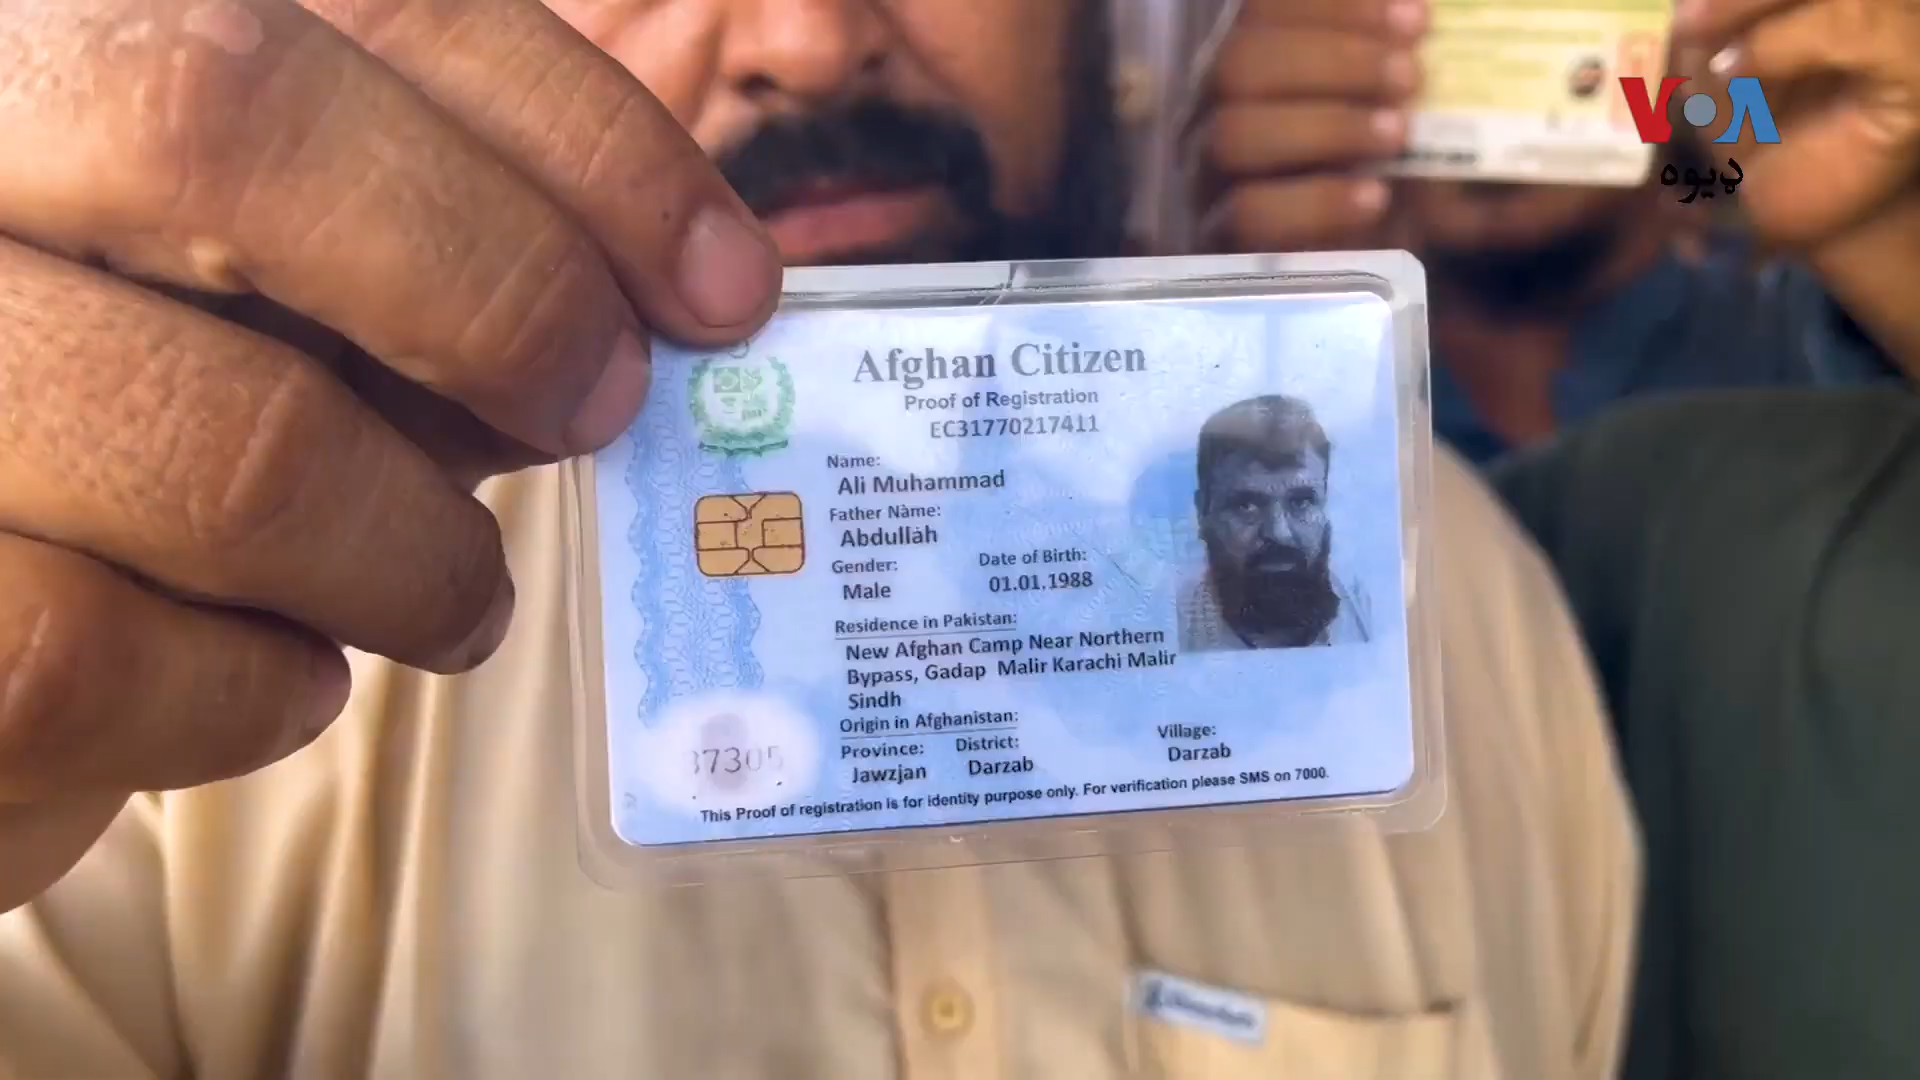 VOA
ډیوه
Afghan Citizen
Proof of Registration
EC31770217411
Name:
Ali Muhammad
Father Name:
Abdullah
Gender:
Date of Birth:
Male
01.01.1988
Residence in Pakistan:
New Afghan Camp Near Northern
Bypass, Gadap Malir Karachi Malir
Sindh
Origin in Afghanistan:
Province: District: Village:
Jawzjan Darzab Darzab
37305
This Proof of registration is for identity purpose only. For verification please SMS on 7000.